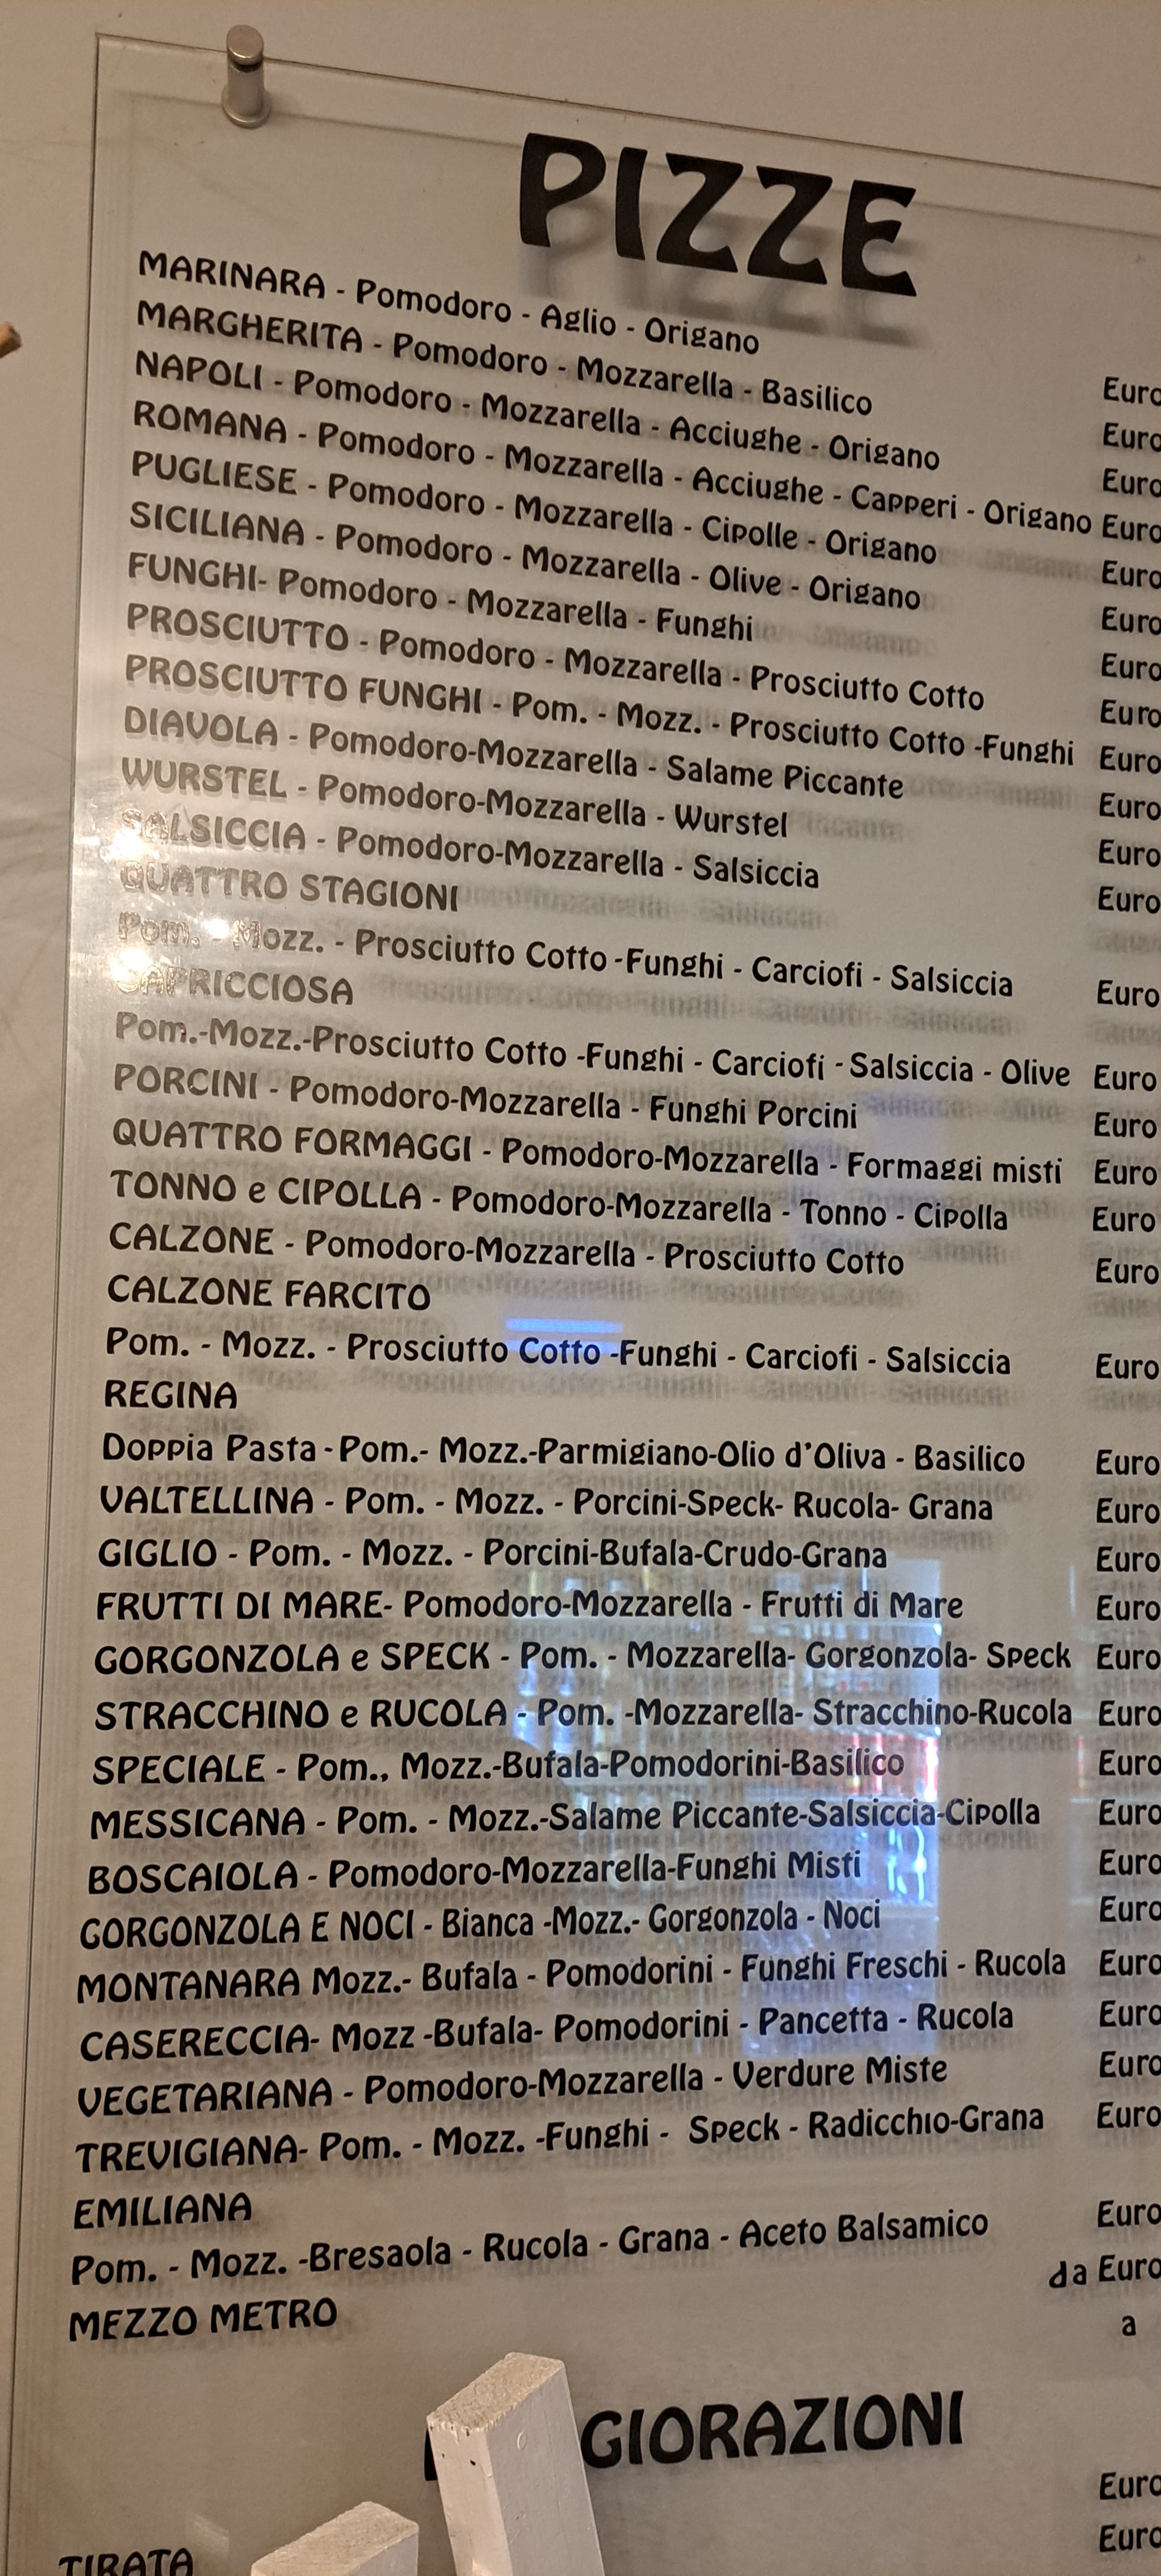 PIZZE
MARINARA - Pomodoro - Aglio - Origano Euro
MARGHERITA - Pomodoro - Mozzarella - Basilico Euro
NAPOLI - Pomodoro - Mozzarella - Acciughe - Origano Euro
ROMANA - Pomodoro - Mozzarella - Acciughe - Capperi - Origano Euro
PUGLIESE - Pomodoro - Mozzarella - Cipolle - Origano Euro
SICILIANA - Pomodoro - Mozzarella - Olive - Origano Euro
FUNGHI- Pomodoro - Mozzarella - Funghi Euro
PROSCIUTTO - Pomodoro - Mozzarella - Prosciutto Cotto Euro
PROSCIUTTO FUNGHI - Pom. - Mozz. - Prosciutto Cotto -Funghi Euro
DIAVOLA - Pomodoro-Mozzarella - Salame Piccante Euro
WURSTEL - Pomodoro-Mozzarella - Wurstel Euro
SALSICCIA - Pomodoro-Mozzarella - Salsiccia Euro
QUATTRO STAGIONI
Pom. - Mozz. - Prosciutto Cotto -Funghi - Carciofi - Salsiccia Euro
CAPRICCIOSA
Pom.-Mozz.-Prosciutto Cotto -Funghi - Carciofi - Salsiccia - Olive Euro
PORCINI - Pomodoro-Mozzarella - Funghi Porcini Euro
QUATTRO FORMAGGI - Pomodoro-Mozzarella - Formaggi misti Euro
TONNO e CIPOLLA - Pomodoro-Mozzarella - Tonno - Cipolla Euro
CALZONE - Pomodoro-Mozzarella - Prosciutto Cotto Euro
CALZONE FARCITO
Pom. - Mozz. - Prosciutto Cotto -Funghi - Carciofi - Salsiccia Euro
REGINA
Doppia Pasta - Pom.- Mozz.-Parmigiano-Olio d'Oliva - Basilico Euro
VALTELLINA - Pom. - Mozz. - Porcini-Speck- Rucola- Grana Euro
GIGLIO - Pom. - Mozz. - Porcini-Bufala-Crudo-Grana Euro
FRUTTI DI MARE- Pomodoro-Mozzarella - Frutti di Mare Euro
GORGONZOLA e SPECK - Pom. - Mozzarella- Gorgonzola- Speck Euro
STRACCHINO e RUCOLA - Pom. -Mozzarella- Stracchino-Rucola Euro
SPECIALE - Pom., Mozz.-Bufala-Pomodorini-Basilico Euro
MESSICANA - Pom. - Mozz.-Salame Piccante-Salsiccia-Cipolla Euro
BOSCAIOLA - Pomodoro-Mozzarella-Funghi Misti Euro
GORGONZOLA E NOCI - Bianca -Mozz.- Gorgonzola - Noci Euro
MONTANARA Mozz.- Bufala - Pomodorini - Funghi Freschi - Rucola Euro
CASERECCIA- Mozz -Bufala- Pomodorini - Pancetta - Rucola Euro
VEGETARIANA - Pomodoro-Mozzarella - Verdure Miste Euro
TREVIGIANA- Pom. - Mozz. -Funghi - Speck - Radicchio-Grana Euro
EMILIANA
Pom. - Mozz. -Bresaola - Rucola - Grana - Aceto Balsamico Euro
MEZZO METRO da Euro
a
GIORAZIONI
Euro
Euro
TIRATA